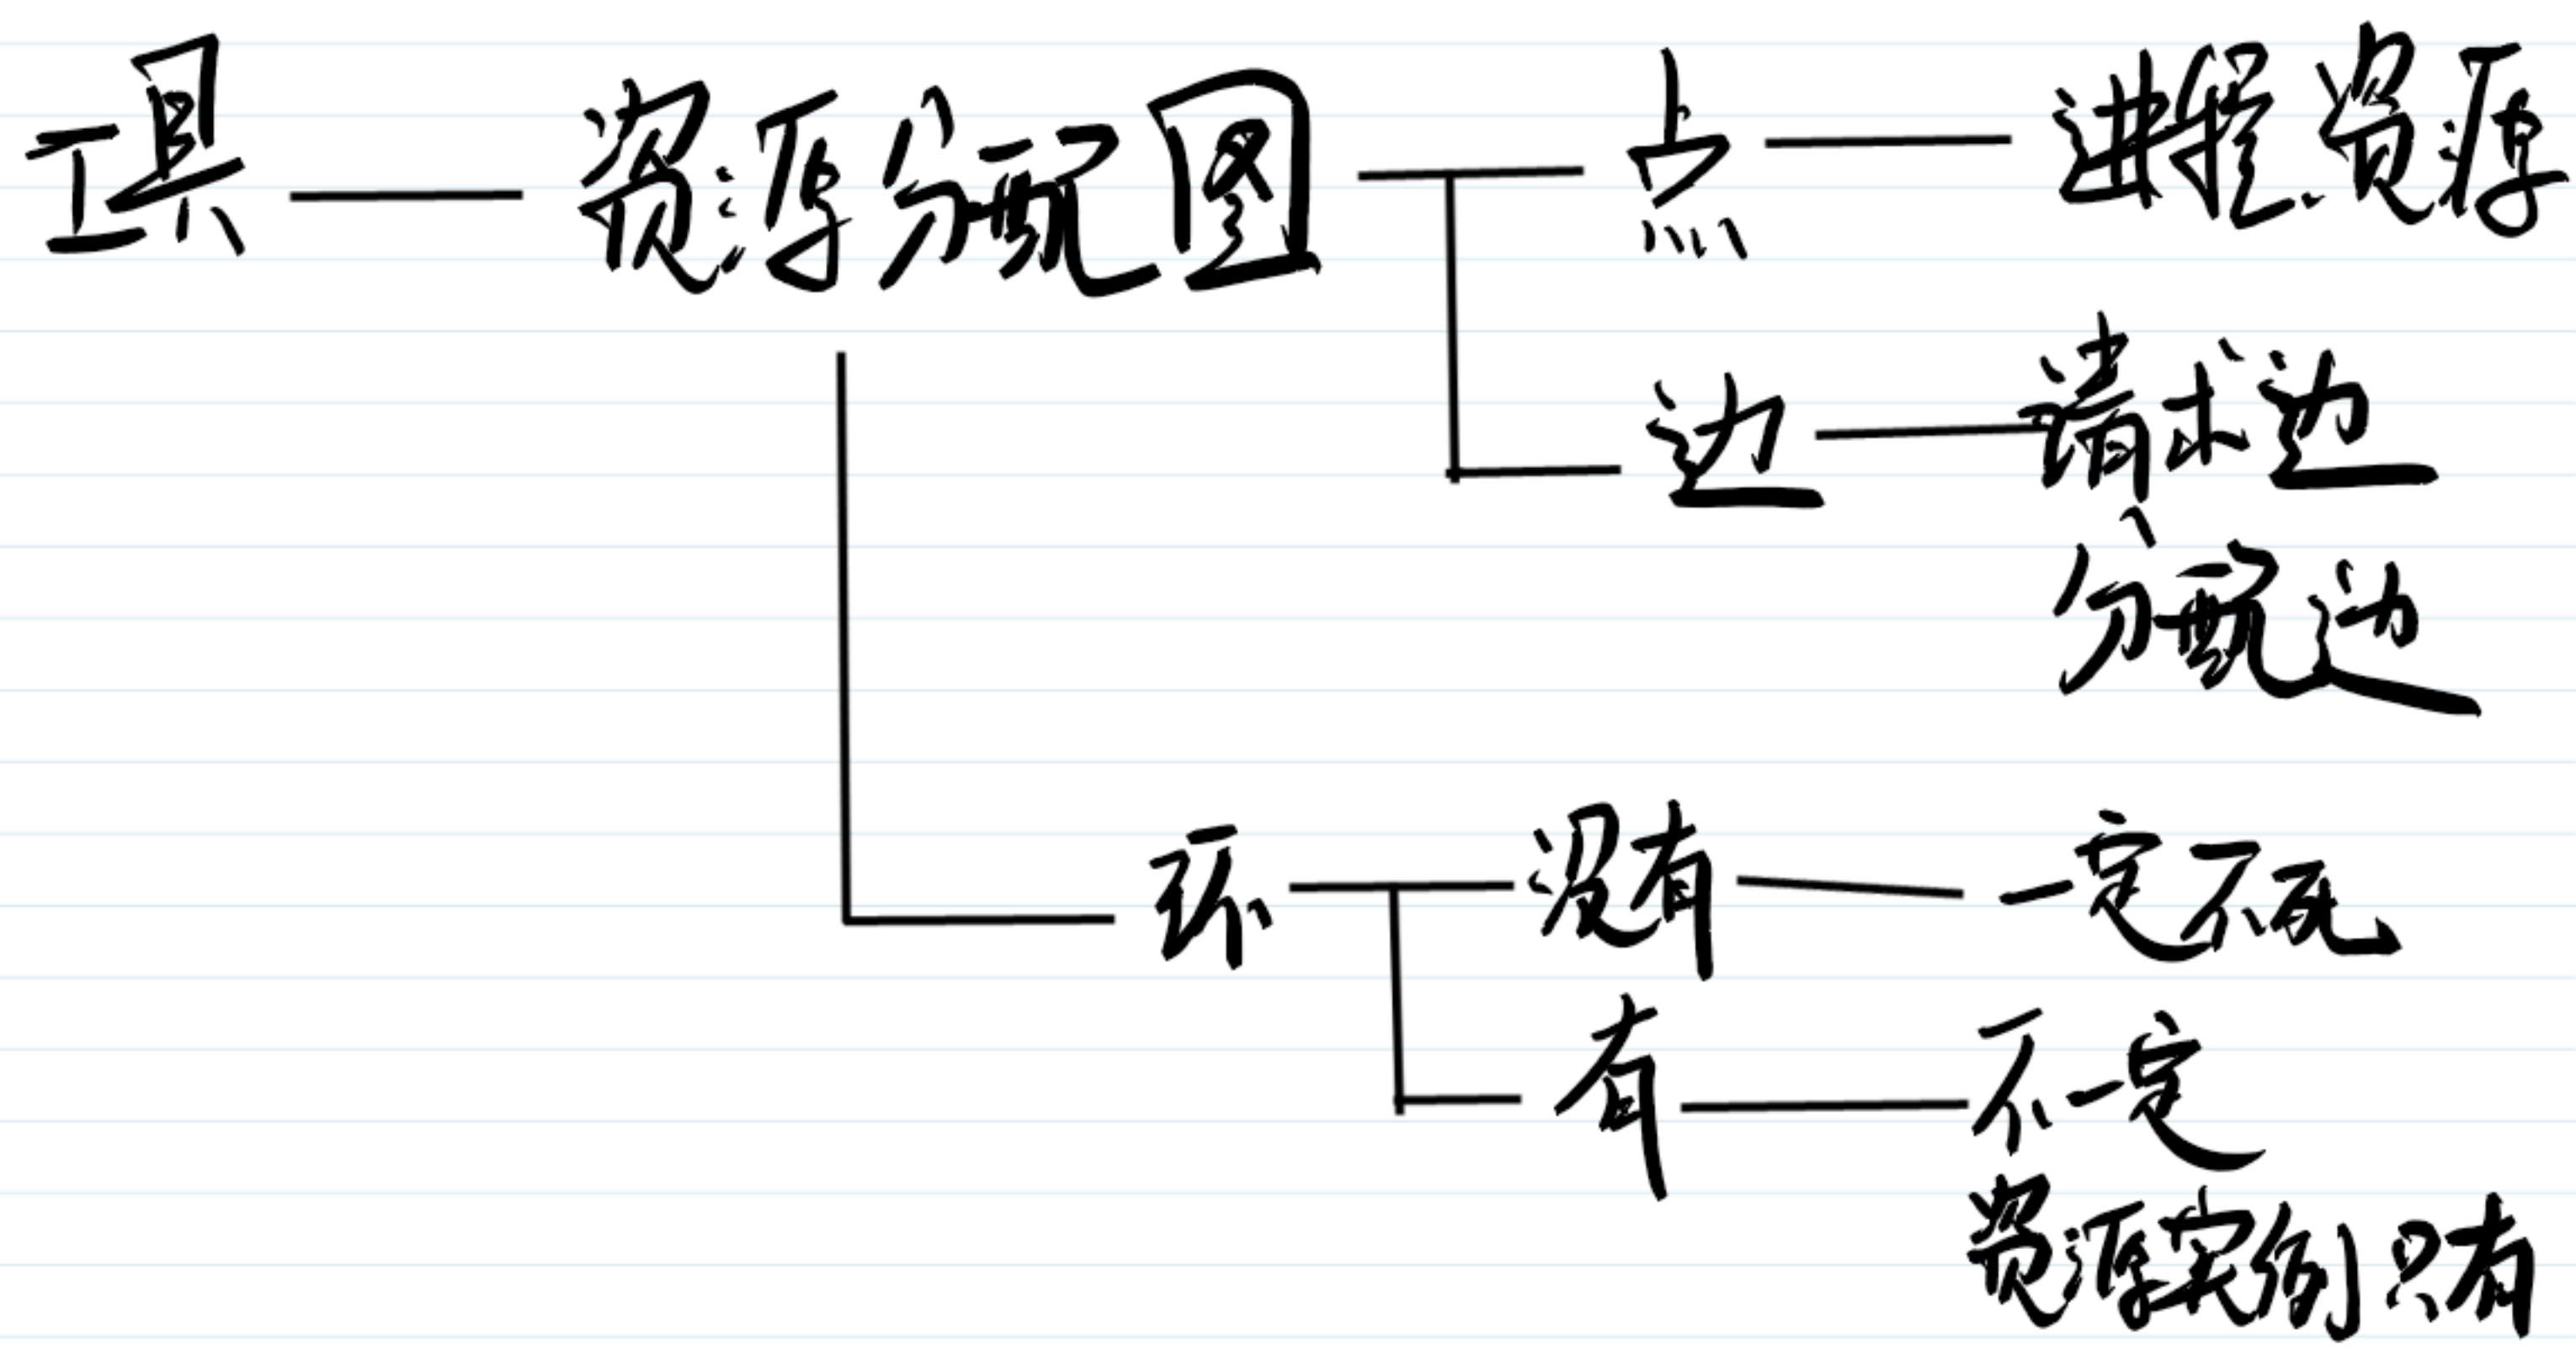 工具 — 资源分配图 — 点 — 进程.资源
边 — 请求边
分配边
环 — 没有 — 一定不死
有 — 不一定
资源实例只有